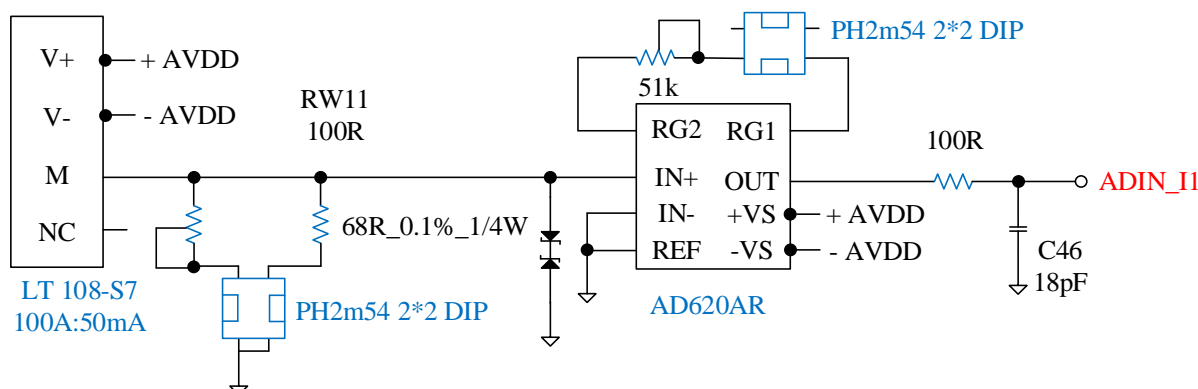 V+
+ AVDD
V-
- AVDD
M
NC
LT 108-S7
100A:50mA
RW11
100R
68R_0.1%_1/4W
PH2m54 2*2 DIP
PH2m54 2*2 DIP
51k
RG2
RG1
IN+
OUT
IN-
+VS
+ AVDD
REF
-VS
- AVDD
AD620AR
100R
ADIN_I1
C46
18pF